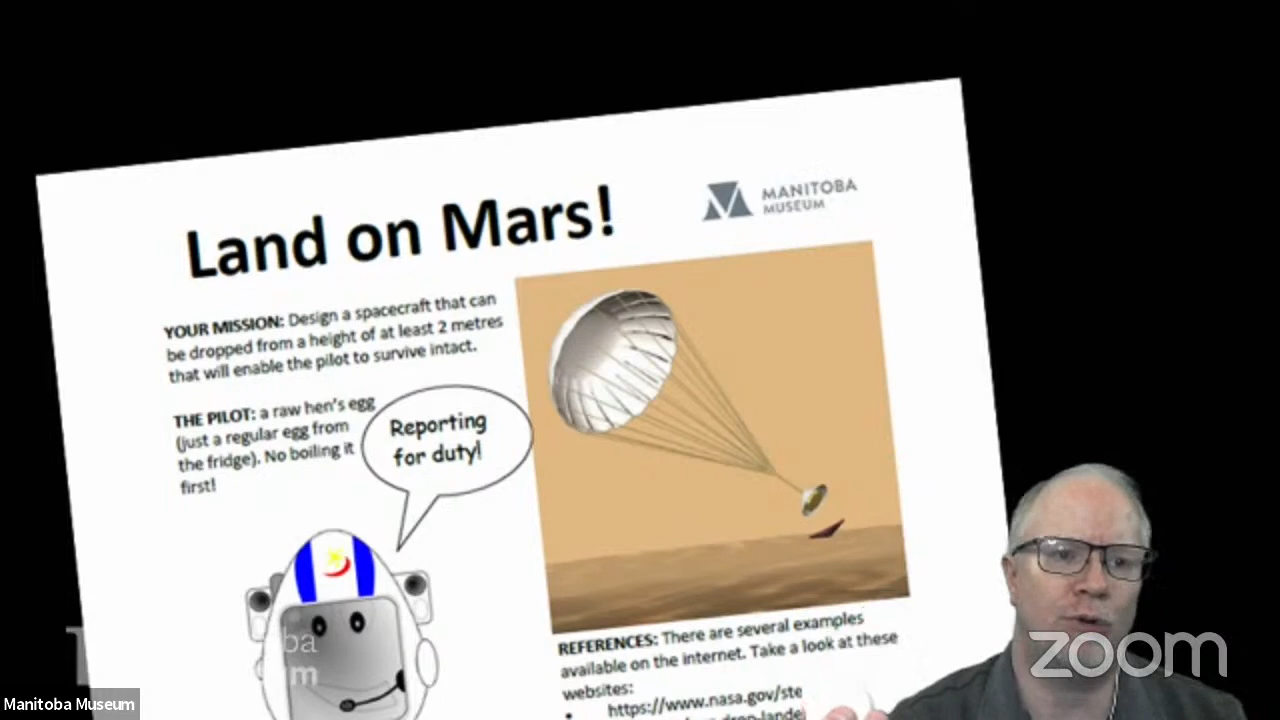 Land on Mars!
MANITOBA
MUSEUM
YOUR MISSION: Design a spacecraft that can
be dropped from a height of at least 2 metres
that will enable the pilot to survive intact.
THE PILOT: a raw hen's egg
(just a regular egg from
the fridge). No boiling it
first!
Reporting
for duty!
REFERENCES: There are several examples
available on the internet. Take a look at these
websites:
• https://www.nasa.gov/ste
Manitoba Museum
zoom